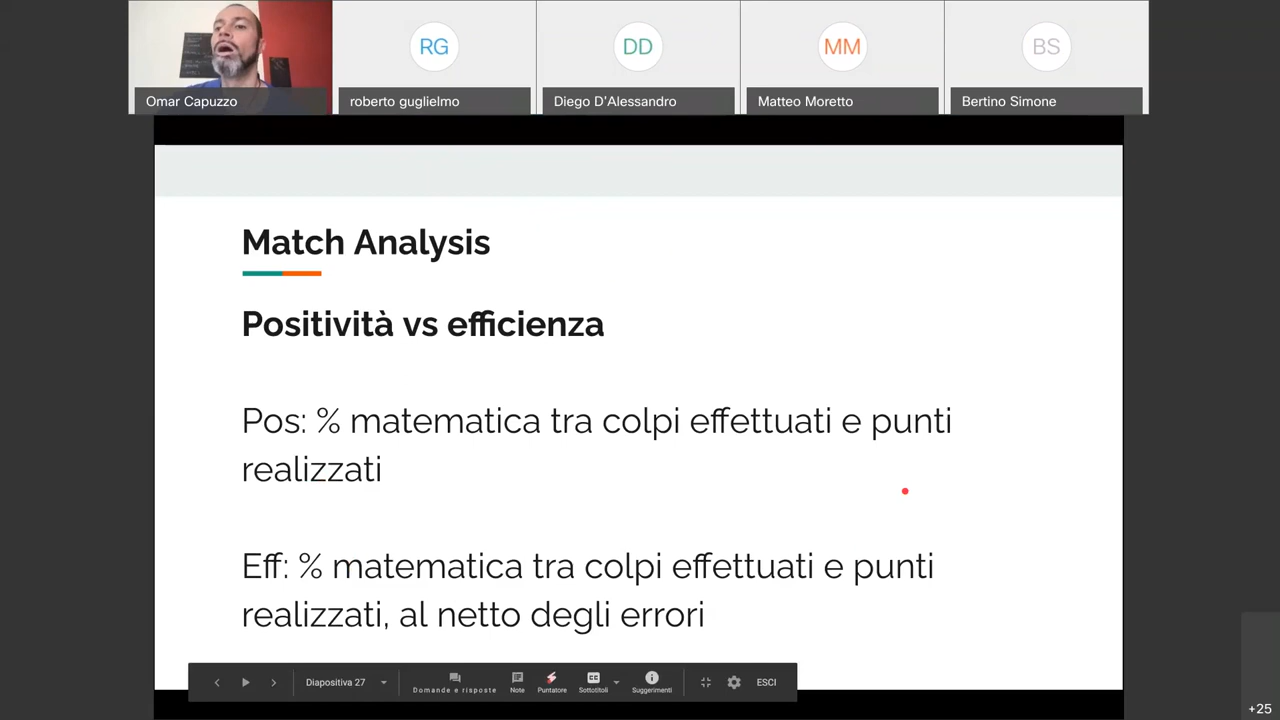 RG
DD
MM
BS
Omar Capuzzo
roberto guglielmo
Diego D'Alessandro
Matteo Moretto
Bertino Simone
Match Analysis
Positività vs efficienza
Pos: % matematica tra colpi effettuati e punti
realizzati
Eff: % matematica tra colpi effettuati e punti
realizzati, al netto degli errori
Diapositiva 27
Domande e risposte
Note
Puntatore
Sottotitoli
Suggerimenti
ESCI
+25